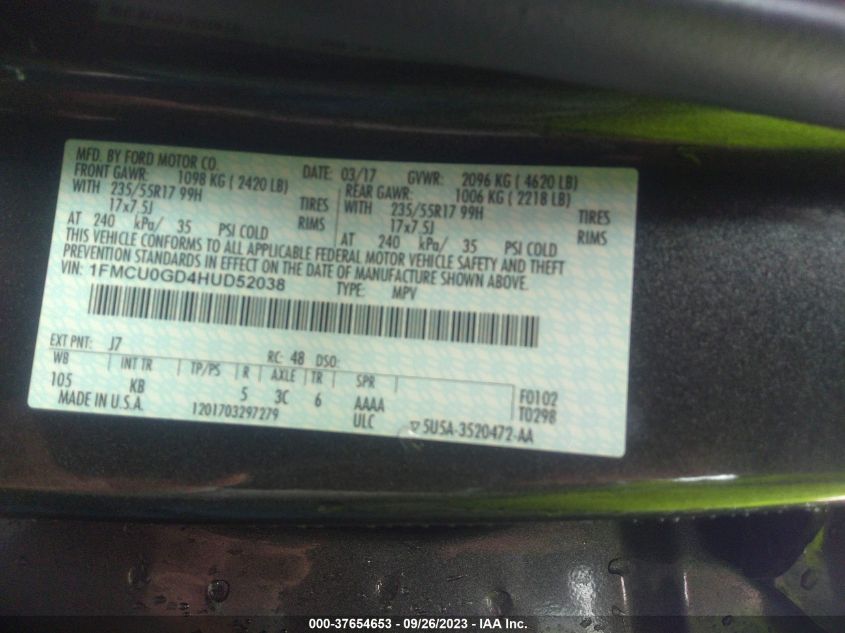 MFD. BY FORD MOTOR CO.
DATE: 03/17 GVWR: 2096 KG ( 4620 LB)
FRONT GAWR: 1098 KG ( 2420 LB) REAR GAWR: 1006 KG ( 2218 LB)
WITH 235/55R17 99H TIRES WITH 235/55R17 99H TIRES
17x7.5J RIMS 17x7.5J RIMS
AT 240 kPa/ 35 PSI COLD AT 240 kPa/ 35 PSI COLD
THIS VEHICLE CONFORMS TO ALL APPLICABLE FEDERAL MOTOR VEHICLE SAFETY AND THEFT
PREVENTION STANDARDS IN EFFECT ON THE DATE OF MANUFACTURE SHOWN ABOVE.
VIN: 1FMCU0GD4HUD52038 TYPE: MPV
EXT PNT: J7 RC: 48 DSO:
WB INT TR TP/PS R AXLE TR SPR
105 KB 5 3C 6 AAAA F0102
MADE IN U.S.A. 1201703297279 ULC T0298
▽5U5A-3520472-AA
000-37654653 - 09/26/2023 - IAA Inc.